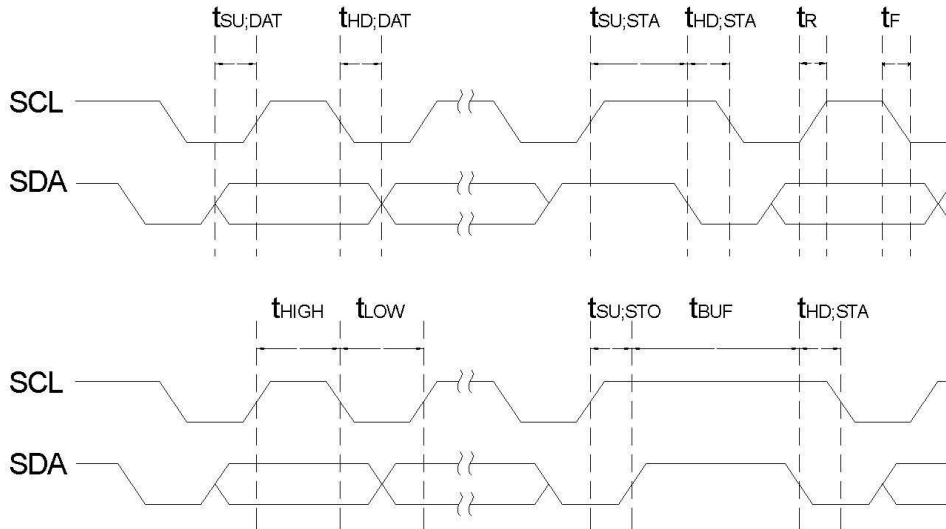 tSU;DAT tHD;DAT tSU;STA tHD;STA tR tF
SCL
SDA
tHIGH tLOW tSU;STO tBUF tHD;STA
SCL
SDA